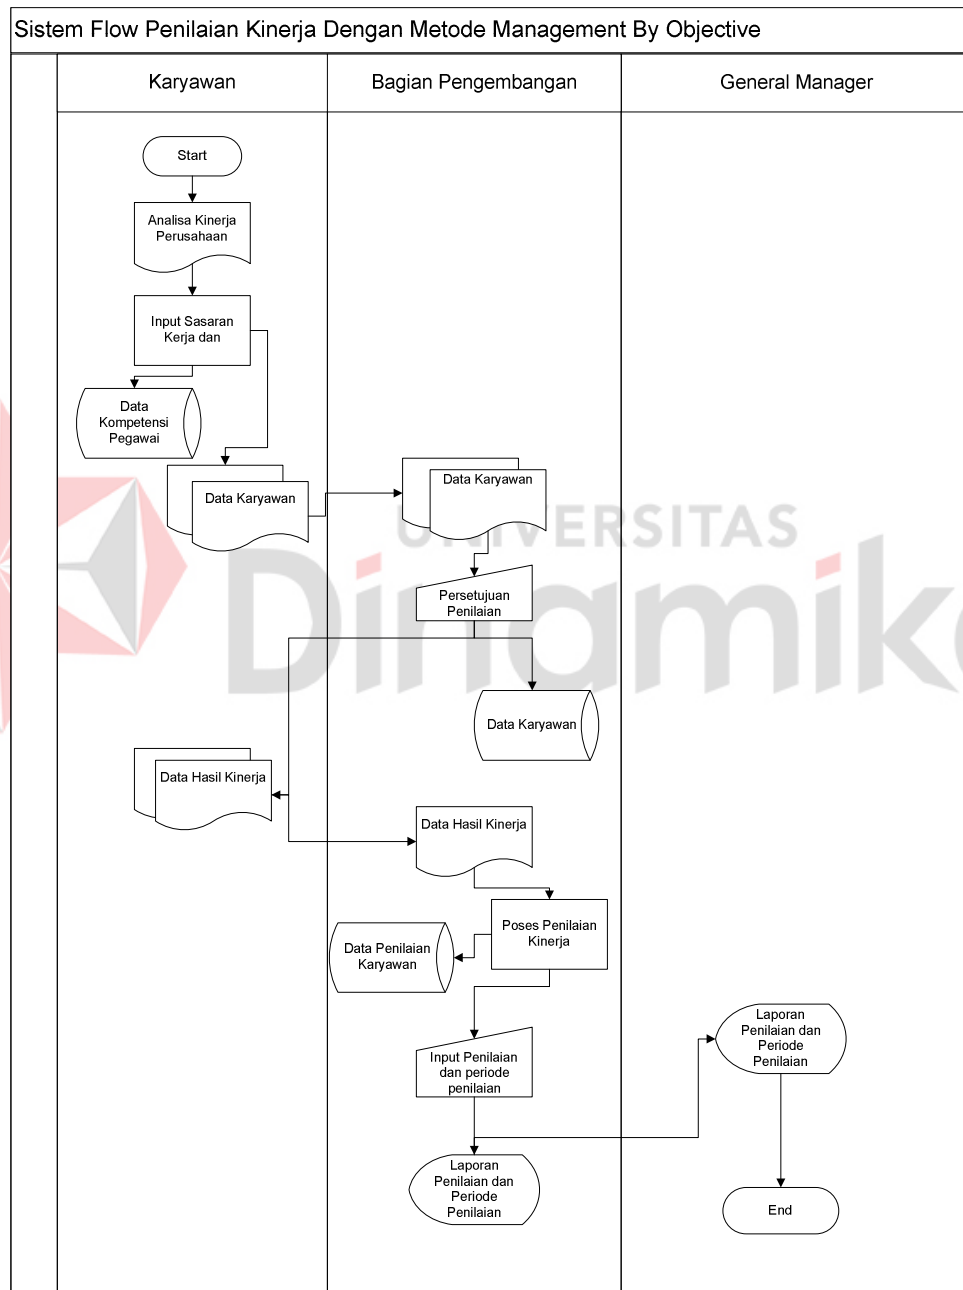 Sistem Flow Penilaian Kinerja Dengan Metode Management By Objective
Karyawan
Bagian Pengembangan
General Manager
Start
Analisa Kinerja
Perusahaan
Input Sasaran
Kerja dan
Data
Kompetensi
Pegawai
Data Karyawan
Data Karyawan
UNIVERSITAS
Dinamika
Persetujuan
Penilaian
Data Karyawan
Data Hasil Kinerja
Data Hasil Kinerja
Poses Penilaian
Kinerja
Data Penilaian
Karyawan
Input Penilaian
dan periode
penilaian
Laporan
Penilaian dan
Periode
Penilaian
Laporan
Penilaian dan
Periode
Penilaian
End